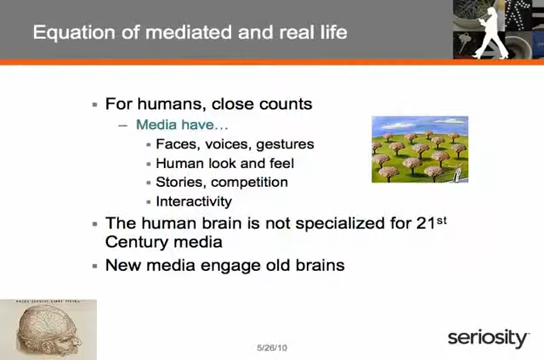 Equation of mediated and real life
▪ For humans, close counts
– Media have…
▪ Faces, voices, gestures
▪ Human look and feel
▪ Stories, competition
▪ Interactivity
▪ The human brain is not specialized for 21st
Century media
▪ New media engage old brains
5/26/10
seriosity